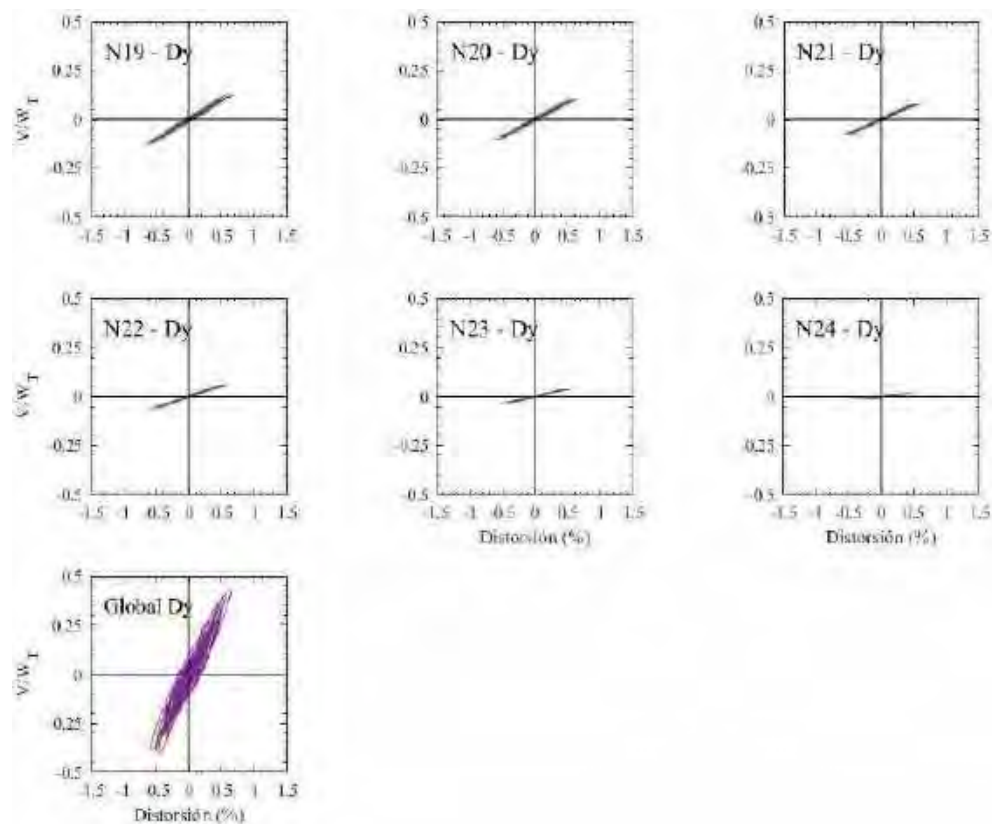 0.5 0.5 0.5
N19 - Dy N20 - Dy N21 - Dy
0.25 0.25 0.25
V/W_T 0 0 0
-0.25 -0.25 -0.25
-0.5 -0.5 -0.5
-1.5 -1 -0.5 0 0.5 1 1.5 -1.5 -1 -0.5 0 0.5 1 1.5 -1.5 -1 -0.5 0 0.5 1 1.5
0.5 0.5 0.5
N22 - Dy N23 - Dy N24 - Dy
0.25 0.25 0.25
V/W_T 0 0 0
-0.25 -0.25 -0.25
-0.5 -0.5 -0.5
-1.5 -1 -0.5 0 0.5 1 1.5 -1.5 -1 -0.5 0 0.5 1 1.5 -1.5 -1 -0.5 0 0.5 1 1.5
Distorsión (%) Distorsión (%)
0.5
Global Dy
0.25
V/W_T 0
-0.25
-0.5
-1.5 -1 -0.5 0 0.5 1 1.5
Distorsión (%)